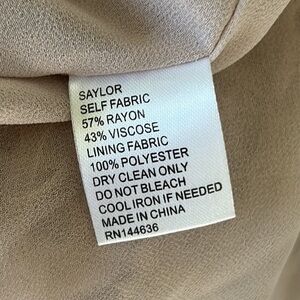 SAYLOR
SELF FABRIC
57% RAYON
43% VISCOSE
LINING FABRIC
100% POLYESTER
DRY CLEAN ONLY
DO NOT BLEACH
COOL IRON IF NEEDED
MADE IN CHINA
RN144636